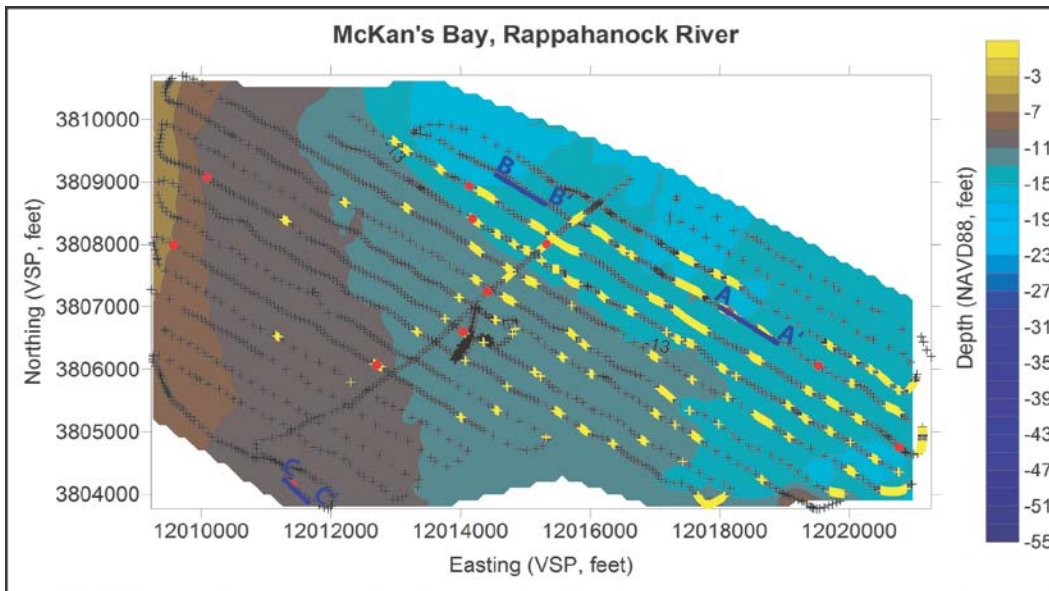 McKan's Bay, Rappahanock River
3810000
3809000
3808000
3807000
3806000
3805000
3804000
Northing (VSP, feet)
-13
B
B'
A
A'
-13
C
C'
12010000
12012000
12014000
12016000
12018000
12020000
Easting (VSP, feet)
-3
-7
-11
-15
-19
-23
-27
-31
-35
-39
-43
-47
-51
-55
Depth (NAVD88, feet)